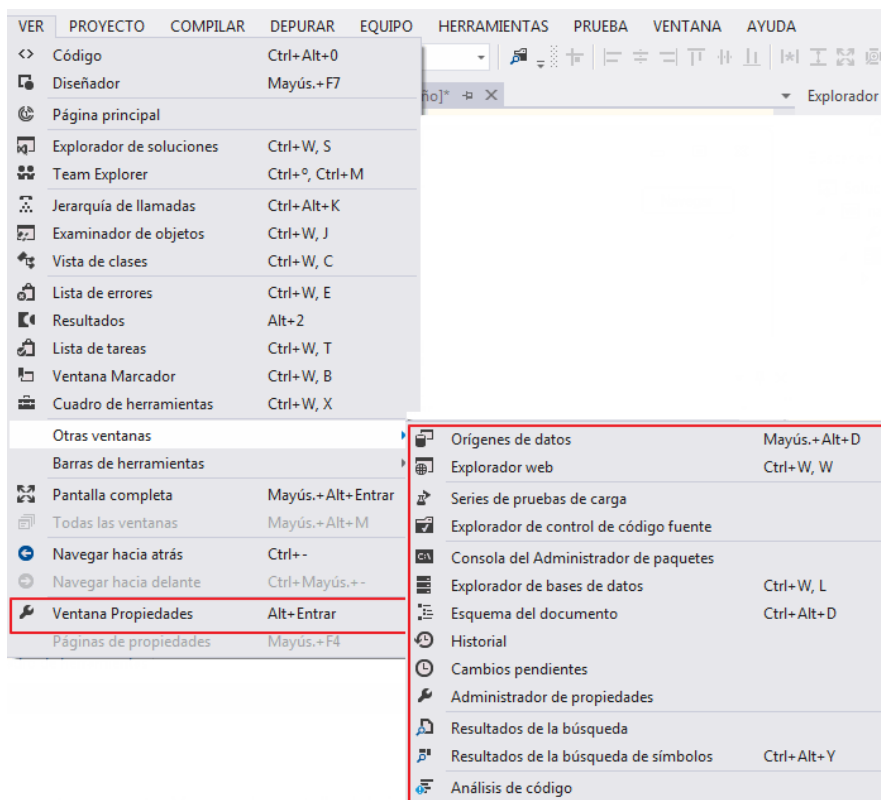 VER PROYECTO COMPILAR DEPURAR EQUIPO HERRAMIENTAS PRUEBA VENTANA AYUDA
Código Ctrl+Alt+0
Diseñador Mayús.+F7
ño]*
Explorador
Página principal
Explorador de soluciones Ctrl+W, S
Team Explorer Ctrl+º, Ctrl+M
Jerarquía de llamadas Ctrl+Alt+K
Examinador de objetos Ctrl+W, J
Vista de clases Ctrl+W, C
Lista de errores Ctrl+W, E
Resultados Alt+2
Lista de tareas Ctrl+W, T
Ventana Marcador Ctrl+W, B
Cuadro de herramientas Ctrl+W, X
Otras ventanas
Barras de herramientas
Pantalla completa Mayús.+Alt+Entrar
Todas las ventanas Mayús.+Alt+M
Navegar hacia atrás Ctrl+-
Navegar hacia delante Ctrl+Mayús.+-
Ventana Propiedades Alt+Entrar
Páginas de propiedades Mayús.+F4
Orígenes de datos Mayús.+Alt+D
Explorador web Ctrl+W, W
Series de pruebas de carga
Explorador de control de código fuente
Consola del Administrador de paquetes
Explorador de bases de datos Ctrl+W, L
Esquema del documento Ctrl+Alt+D
Historial
Cambios pendientes
Administrador de propiedades
Resultados de la búsqueda
Resultados de la búsqueda de símbolos Ctrl+Alt+Y
Análisis de código